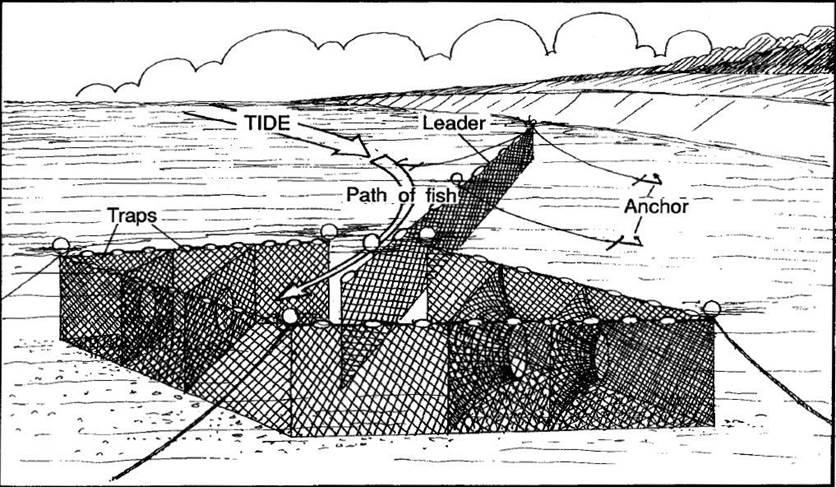 TIDE
Leader
Path of fish
Anchor
Traps